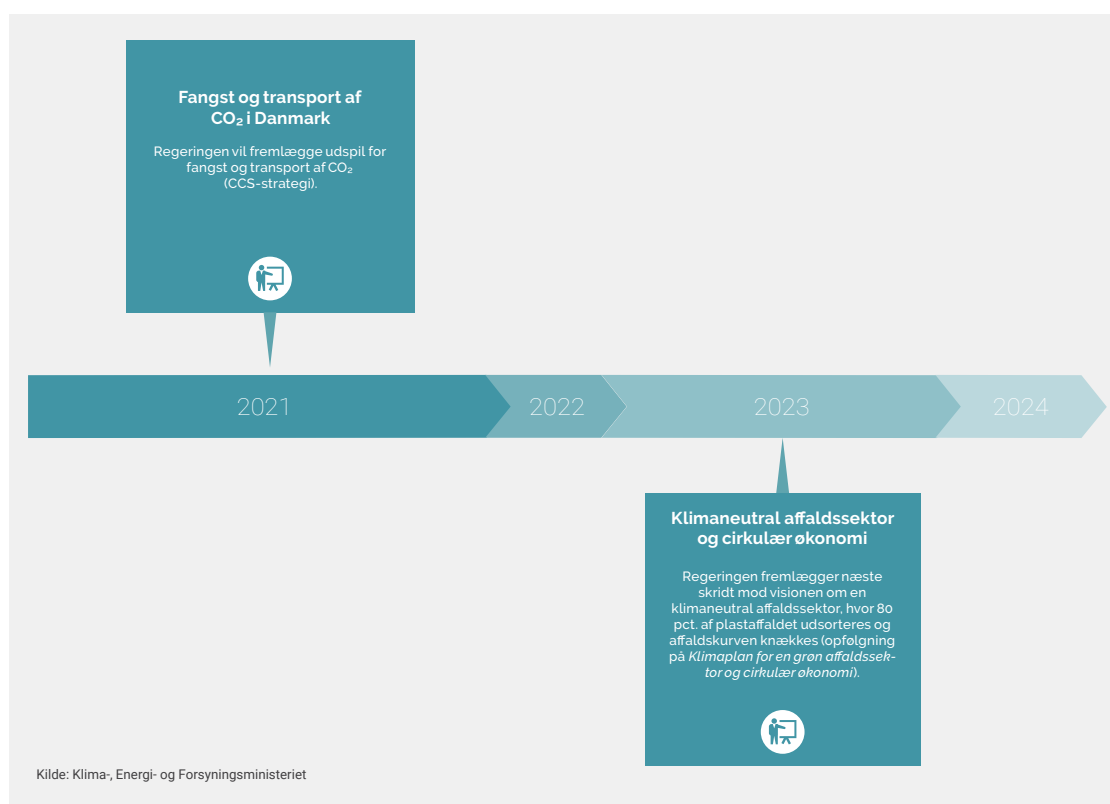 Fangst og transport af
CO₂ i Danmark
Regeringen vil fremlægge udspil for
fangst og transport af CO₂
(CCS-strategi).
2021
2022
2023
2024
Klimaneutral affaldssektor
og cirkulær økonomi
Regeringen fremlægger næste
skridt mod visionen om en
klimaneutral affaldssektor, hvor 80
pct. af plastaffaldet udsorteres og
affaldskurven knækkes (opfølgning
på Klimaplan for en grøn affaldssek-
tor og cirkulær økonomi).
Kilde: Klima-, Energi- og Forsyningsministeriet